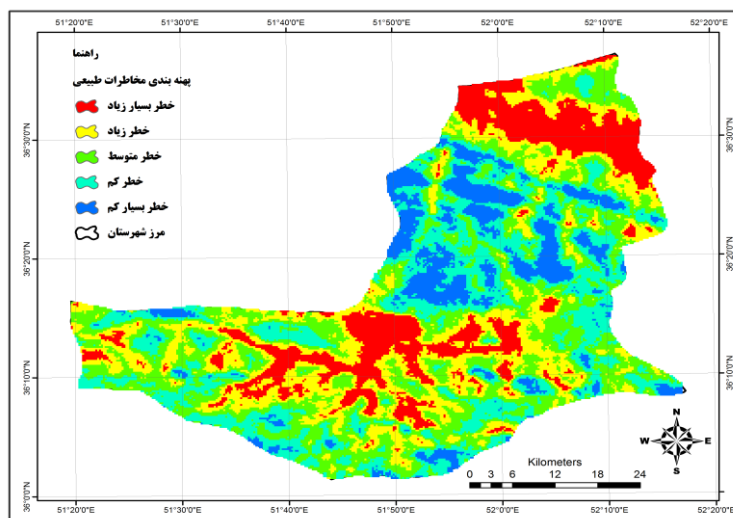 51°20'0"E 51°30'0"E 51°40'0"E 51°50'0"E 52°0'0"E 52°10'0"E 52°20'0"E
راهنما
پهنه بندی مخاطرات طبیعی
خطر بسیار زیاد
خطر زیاد
خطر متوسط
خطر کم
خطر بسیار کم
مرز شهرستان
36°30'0"N 36°30'0"N
36°20'0"N 36°20'0"N
36°10'0"N 36°10'0"N
36°0'0"N
N
W E
S
Kilometers
0 3 6 12 18 24
51°20'0"E 51°30'0"E 51°40'0"E 51°50'0"E 52°0'0"E 52°10'0"E 52°20'0"E